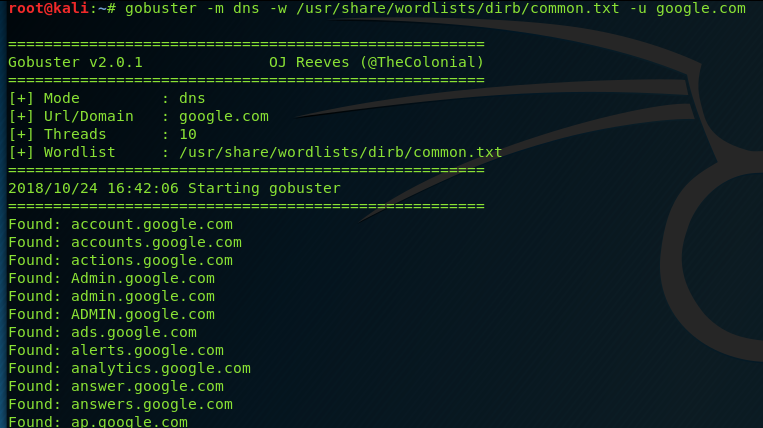 root@kali:~# gobuster -m dns -w /usr/share/wordlists/dirb/common.txt -u google.com
=====================================================
Gobuster v2.0.1              OJ Reeves (@TheColonial)
=====================================================
[+] Mode         : dns
[+] Url/Domain   : google.com
[+] Threads      : 10
[+] Wordlist     : /usr/share/wordlists/dirb/common.txt
=====================================================
2018/10/24 16:42:06 Starting gobuster
=====================================================
Found: account.google.com
Found: accounts.google.com
Found: actions.google.com
Found: Admin.google.com
Found: admin.google.com
Found: ADMIN.google.com
Found: ads.google.com
Found: alerts.google.com
Found: analytics.google.com
Found: answer.google.com
Found: answers.google.com
Found: ap.google.com